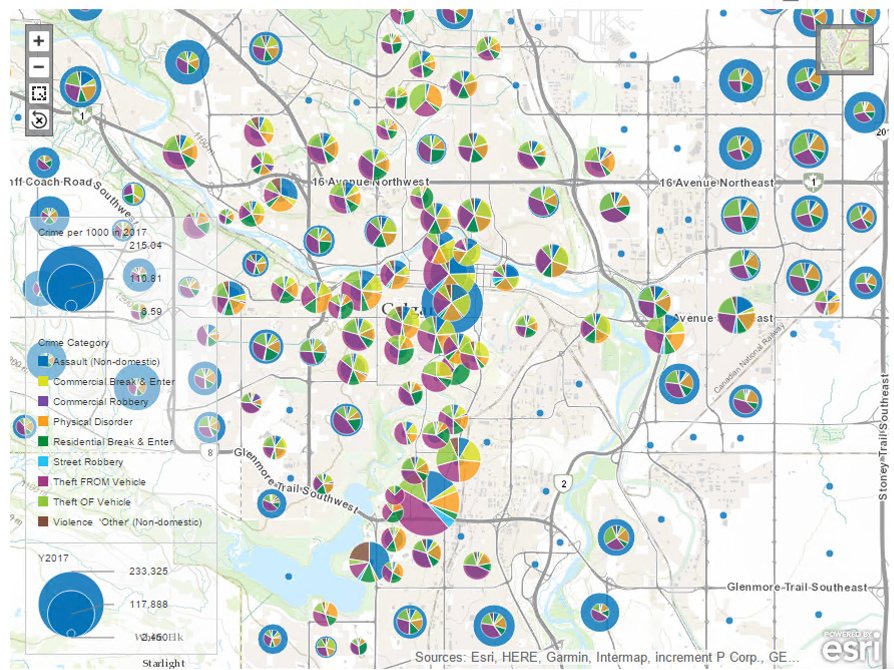 +
−
1
1100m
nff-Coach-Road-Southwest
16-Avenue-Northwest
16-Avenue-Northeast
1
201
Crime per 1000 in 2017
215.04
110.81
6.59
Calga
Avenue
ast
Canadian National Railway
Crime Category
Assault (Non-domestic)
Commercial Break & Enter
Commercial Robbery
Physical Disorder
Residential Break & Enter
Street Robbery
Theft FROM Vehicle
Theft OF Vehicle
Violence 'Other' (Non-domestic)
8
Glenmore-Trail-Southwest
2
Stoney-Trail-Southeast
Y2017
233,325
117,888
2,450
Glenmore-Trail-Southeast
Starlight
Sources: Esri, HERE, Garmin, Intermap, increment P Corp., GE...
POWERED BY
esri